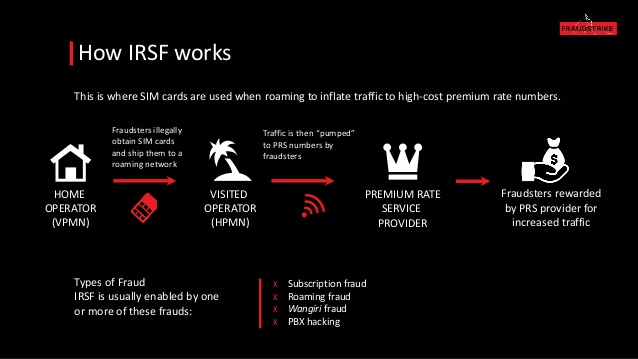 FRAUDSTRIKE
How IRSF works
This is where SIM cards are used when roaming to inflate traffic to high-cost premium rate numbers.
Fraudsters illegally
obtain SIM cards
and ship them to a
roaming network
Traffic is then “pumped”
to PRS numbers by
fraudsters
$
HOME
OPERATOR
(VPMN)
VISITED
OPERATOR
(HPMN)
PREMIUM RATE
SERVICE
PROVIDER
Fraudsters rewarded
by PRS provider for
increased traffic
Types of Fraud
IRSF is usually enabled by one
or more of these frauds:
X Subscription fraud
X Roaming fraud
X Wangiri fraud
X PBX hacking